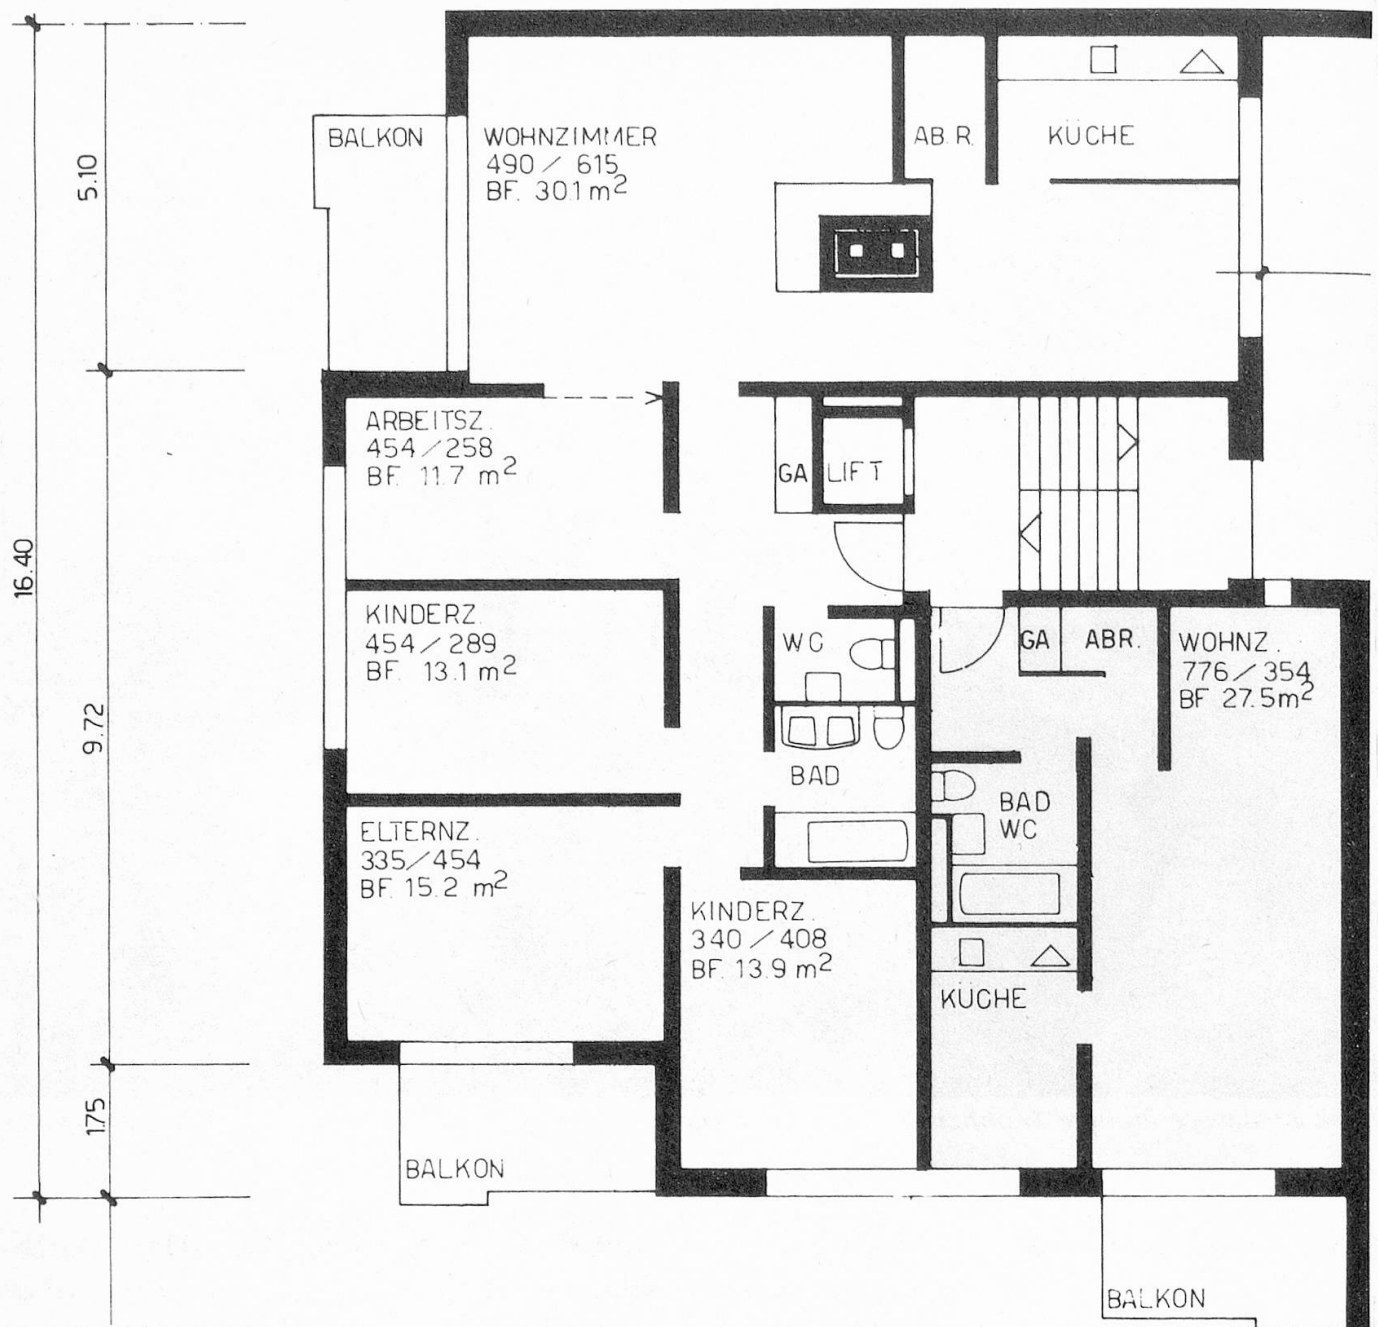 BALKON
WOHNZIMMER
490 / 615
BF. 30.1 m²
AB. R.
KÜCHE
5.10
ARBEITSZ.
454 / 258
BF. 11.7 m²
GA
LIFT
16.40
KINDERZ.
454 / 289
BF. 13.1 m²
WC
GA
ABR.
WOHNZ.
776 / 354
BF 27.5 m²
9.72
BAD
BAD
WC
ELTERNZ.
335/454
BF. 15.2 m²
KINDERZ.
340 / 408
BF. 13.9 m²
KÜCHE
175
BALKON
BALKON